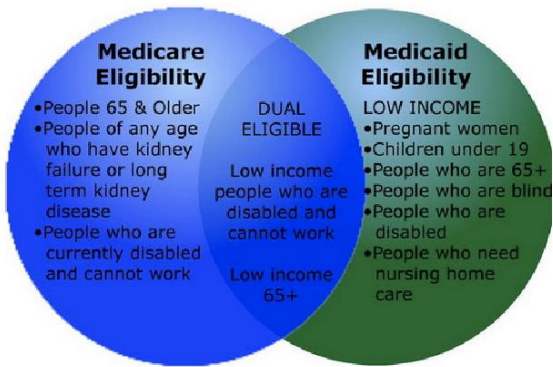 Medicare
Eligibility
•People 65 & Older
•People of any age
who have kidney
failure or long
term kidney
disease
•People who are
currently disabled
and cannot work
DUAL
ELIGIBLE
Low income
people who are
disabled and
cannot work
Low income
65+
Medicaid
Eligibility
LOW INCOME
•Pregnant women
•Children under 19
•People who are 65+
•People who are blind
•People who are
disabled
•People who need
nursing home
care